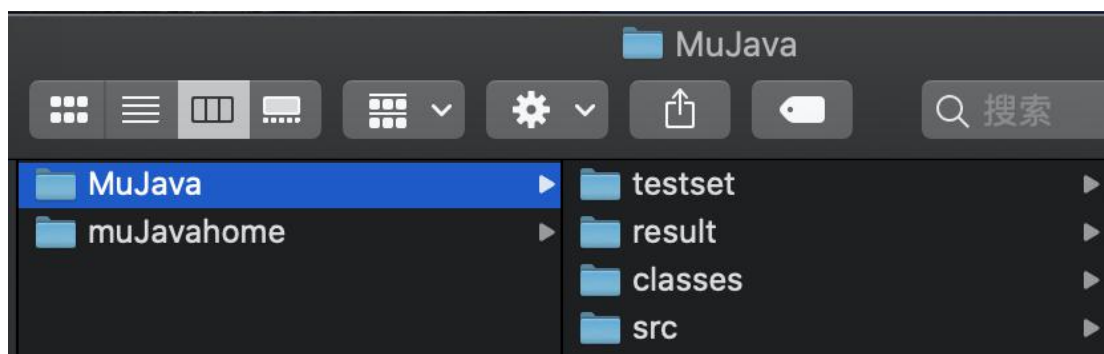 MuJava
搜索
MuJava
muJavahome
testset
result
classes
src